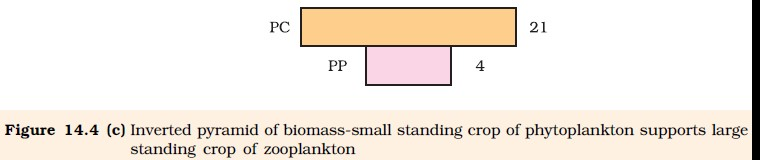 PC 21
PP 4
Figure 14.4 (c) Inverted pyramid of biomass-small standing crop of phytoplankton supports large
standing crop of zooplankton